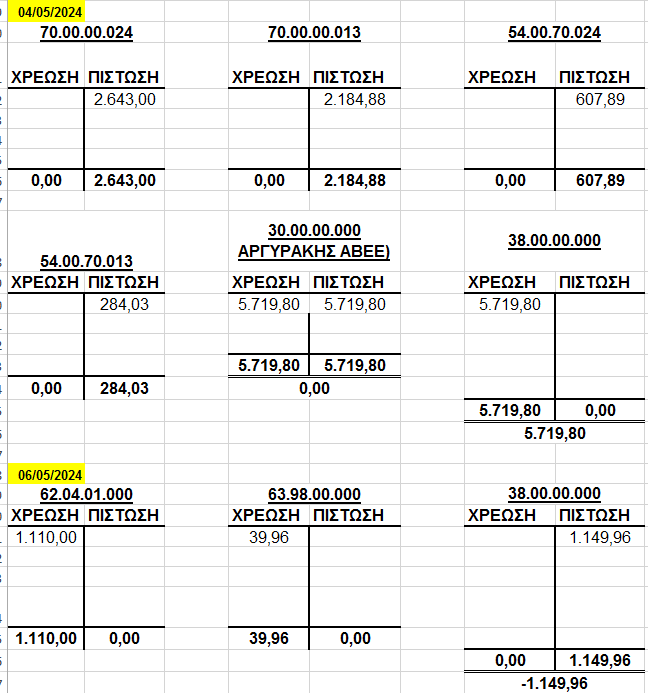 04/05/2024
70.00.00.024 70.00.00.013 54.00.70.024
ΧΡΕΩΣΗ ΠΙΣΤΩΣΗ ΧΡΕΩΣΗ ΠΙΣΤΩΣΗ ΧΡΕΩΣΗ ΠΙΣΤΩΣΗ
2.643,00 2.184,88 607,89
0,00 2.643,00 0,00 2.184,88 0,00 607,89
30.00.00.000
ΑΡΓΥΡΑΚΗΣ ΑΒΕΕ) 38.00.00.000
54.00.70.013
ΧΡΕΩΣΗ ΠΙΣΤΩΣΗ ΧΡΕΩΣΗ ΠΙΣΤΩΣΗ ΧΡΕΩΣΗ ΠΙΣΤΩΣΗ
284,03 5.719,80 5.719,80 5.719,80
5.719,80 5.719,80
0,00 284,03 0,00
5.719,80 0,00
5.719,80
06/05/2024
62.04.01.000 63.98.00.000 38.00.00.000
ΧΡΕΩΣΗ ΠΙΣΤΩΣΗ ΧΡΕΩΣΗ ΠΙΣΤΩΣΗ ΧΡΕΩΣΗ ΠΙΣΤΩΣΗ
1.110,00 39,96 1.149,96
1.110,00 0,00 39,96 0,00
0,00 1.149,96
-1.149,96